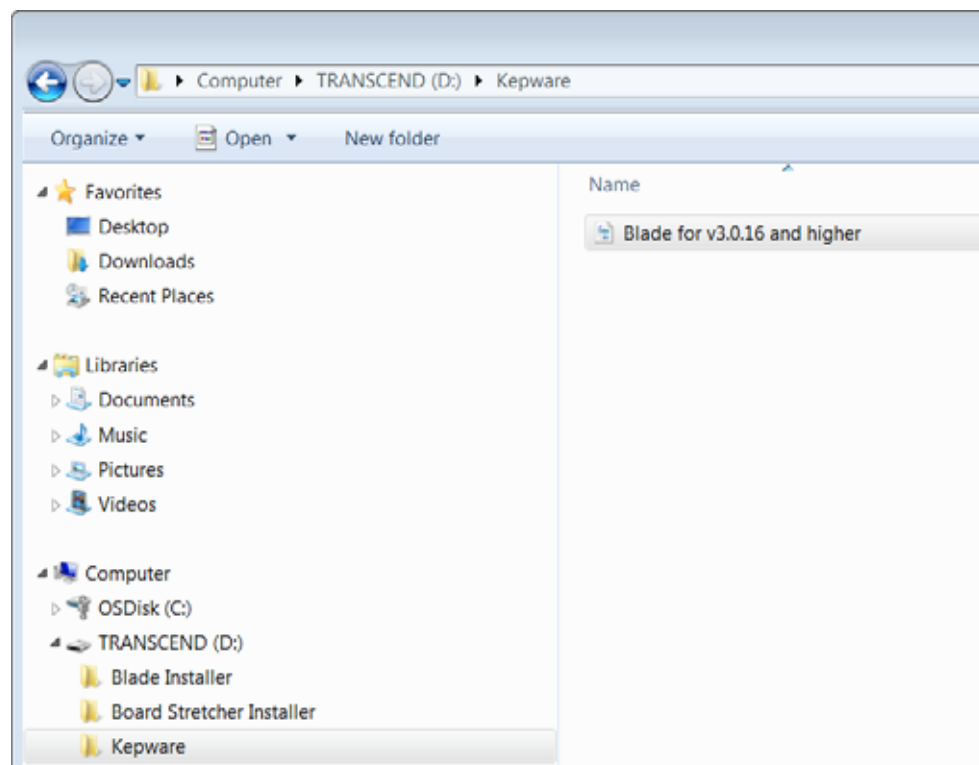 Computer TRANSCEND (D:) Kepware
Organize Open New folder
Favorites
Desktop
Downloads
Recent Places
Libraries
Documents
Music
Pictures
Videos
Computer
OSDisk (C:)
TRANSCEND (D:)
Blade Installer
Board Stretcher Installer
Kepware
Name
Blade for v3.0.16 and higher